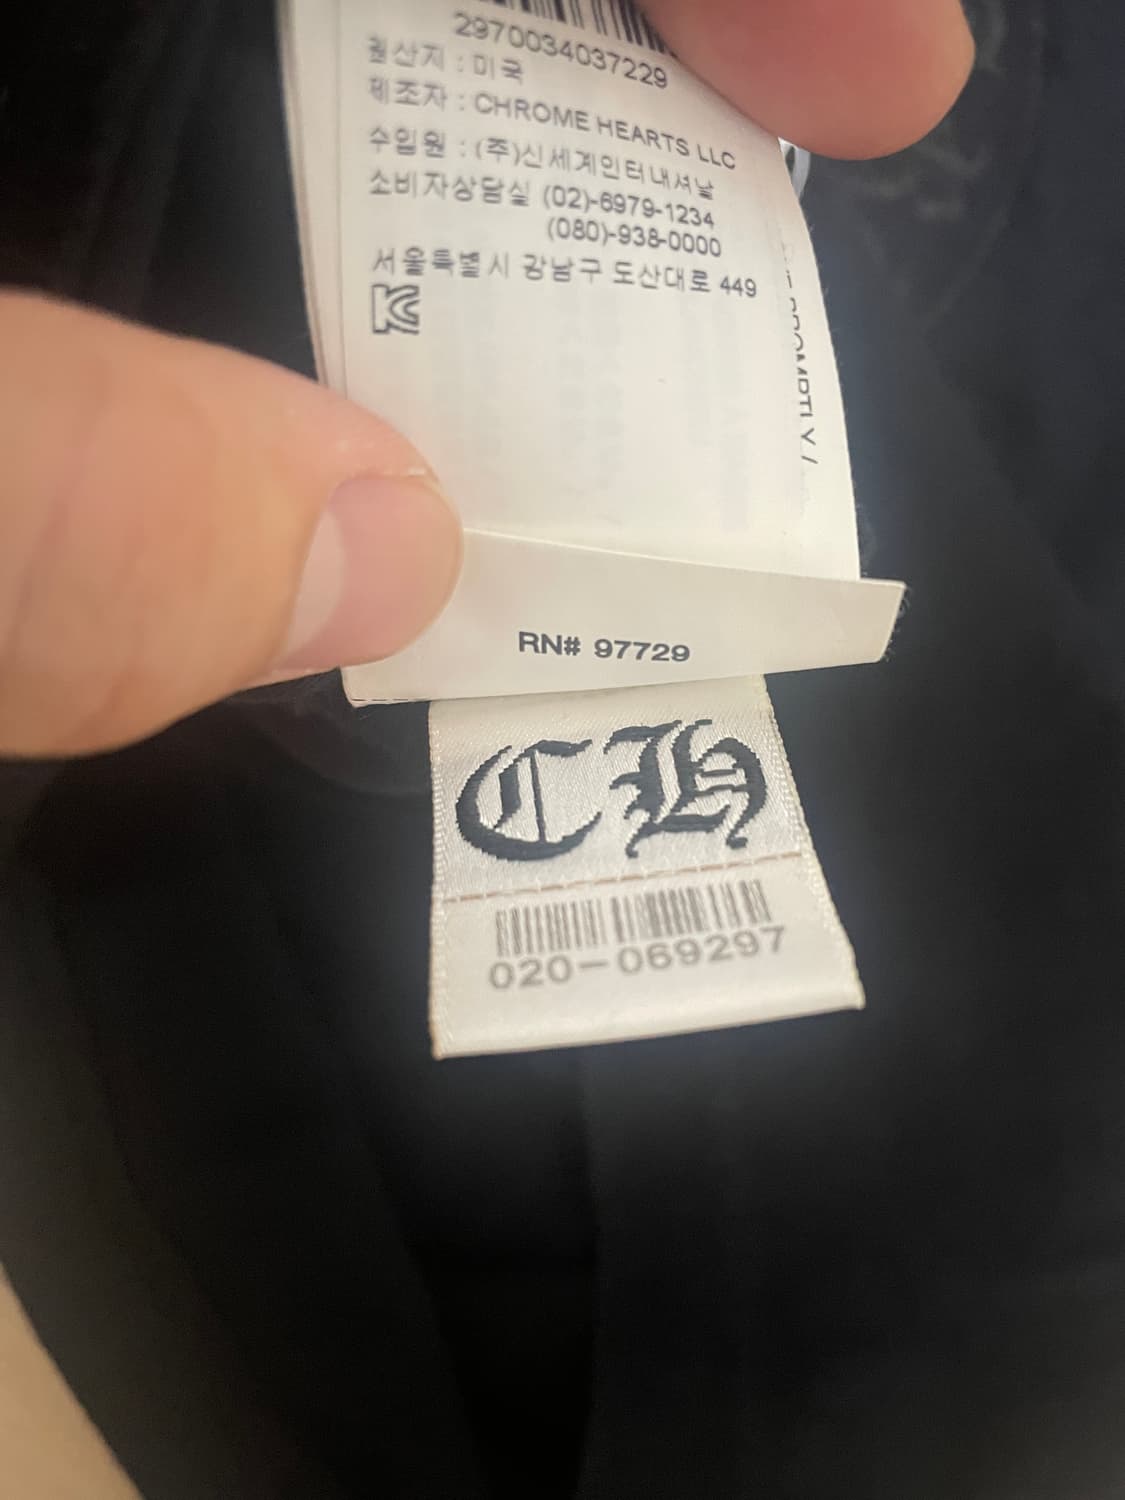 2970034037229
원산지 : 미국
제조자 : CHROME HEARTS LLC
수입원 : (주)신세계인터내셔날
소비자상담실 (02)-6979-1234
(080)-938-0000
서울특별시 강남구 도산대로 449
PROMPTLY /
RN# 97729
CH
020-069297